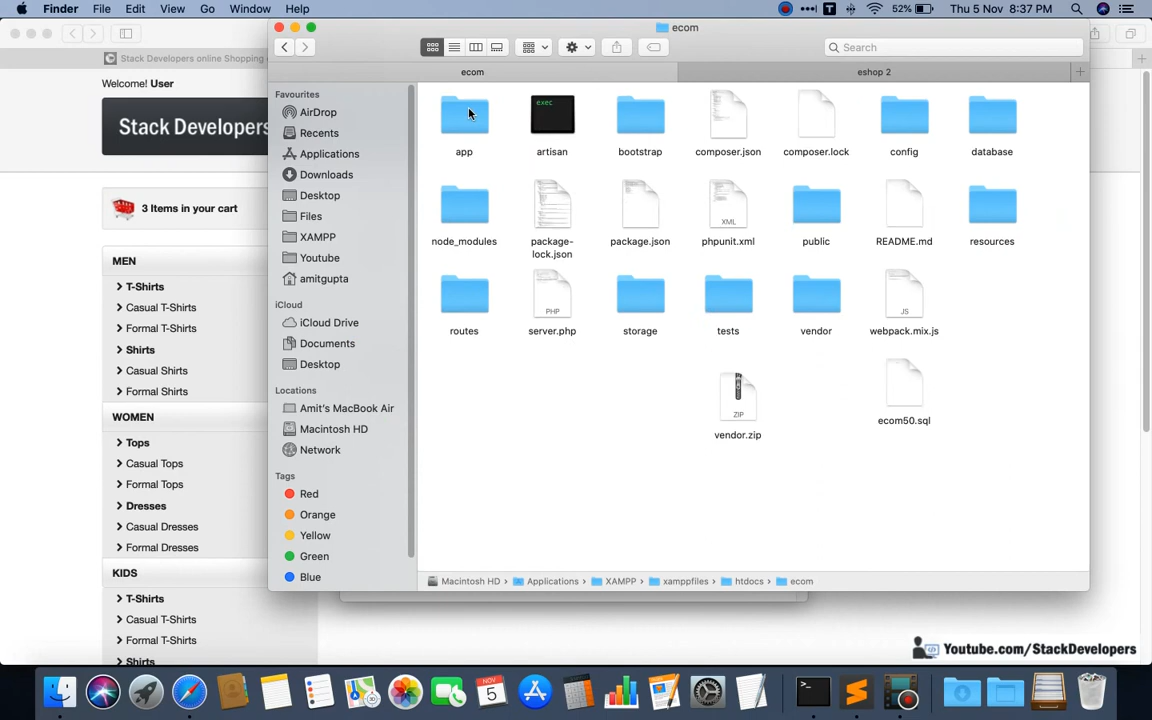 Finder File Edit View Go Window Help
52% Thu 5 Nov 8:37 PM
ecom
Search
ecom
eshop 2
Stack Developers online Shopping
Welcome! User
Stack Developers
3 Items in your cart
MEN
T-Shirts
Casual T-Shirts
Formal T-Shirts
Shirts
Casual Shirts
Formal Shirts
WOMEN
Tops
Casual Tops
Formal Tops
Dresses
Casual Dresses
Formal Dresses
KIDS
T-Shirts
Casual T-Shirts
Formal T-Shirts
Shirts
Favourites
AirDrop
Recents
Applications
Downloads
Desktop
Files
XAMPP
Youtube
amitgupta
iCloud
iCloud Drive
Documents
Desktop
Locations
Amit's MacBook Air
Macintosh HD
Network
Tags
Red
Orange
Yellow
Green
Blue
exec
app
artisan
bootstrap
composer.json
composer.lock
config
database
XML
node_modules
package-
lock.json
package.json
phpunit.xml
public
README.md
resources
PHP
JS
routes
server.php
storage
tests
vendor
webpack.mix.js
ZIP
vendor.zip
ecom50.sql
Macintosh HD › Applications › XAMPP › xamppfiles › htdocs › ecom
Youtube.com/StackDevelopers
NOV
5